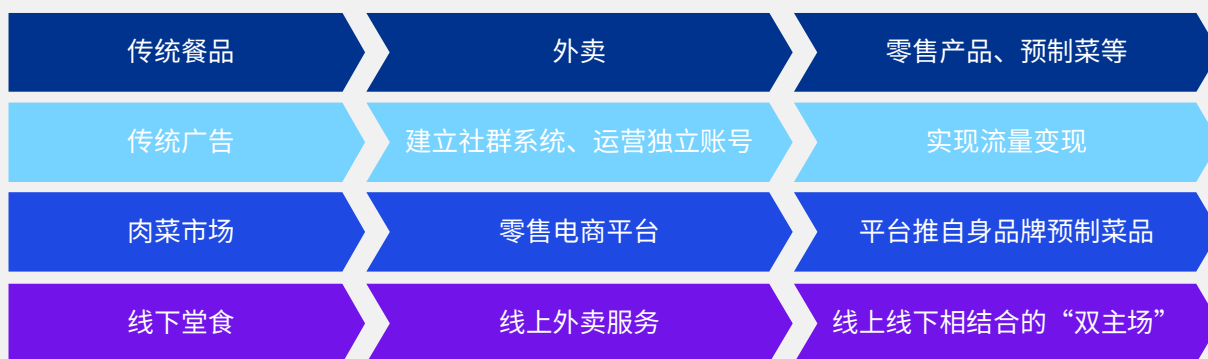 传统餐品
外卖
零售产品、预制菜等
传统广告
建立社群系统、运营独立账号
实现流量变现
肉菜市场
零售电商平台
平台推自身品牌预制菜品
线下堂食
线上外卖服务
线上线下相结合的“双主场”